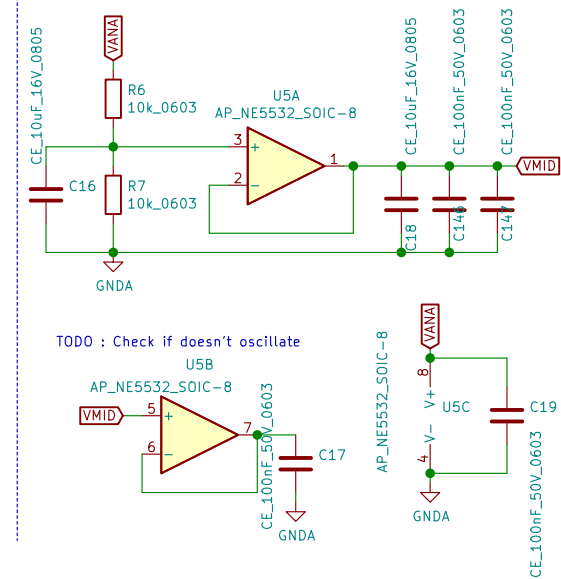 VANA
CE_10uF_16V_0805
R6
10k_0603
U5A
AP_NE5532_SOIC-8
CE_10uF_16V_0805
CE_100nF_50V_0603
CE_100nF_50V_0603
3
+
1
VMID
2
−
C16
R7
10k_0603
C18
C146
C147
GNDA
TODO : Check if doesn't oscillate
U5B
AP_NE5532_SOIC-8
VMID
5
+
7
6
−
CE_100nF_50V_0603
C17
GNDA
VANA
AP_NE5532_SOIC-8
8
V+
U5C
V−
4
C19
CE_100nF_50V_0603
GNDA